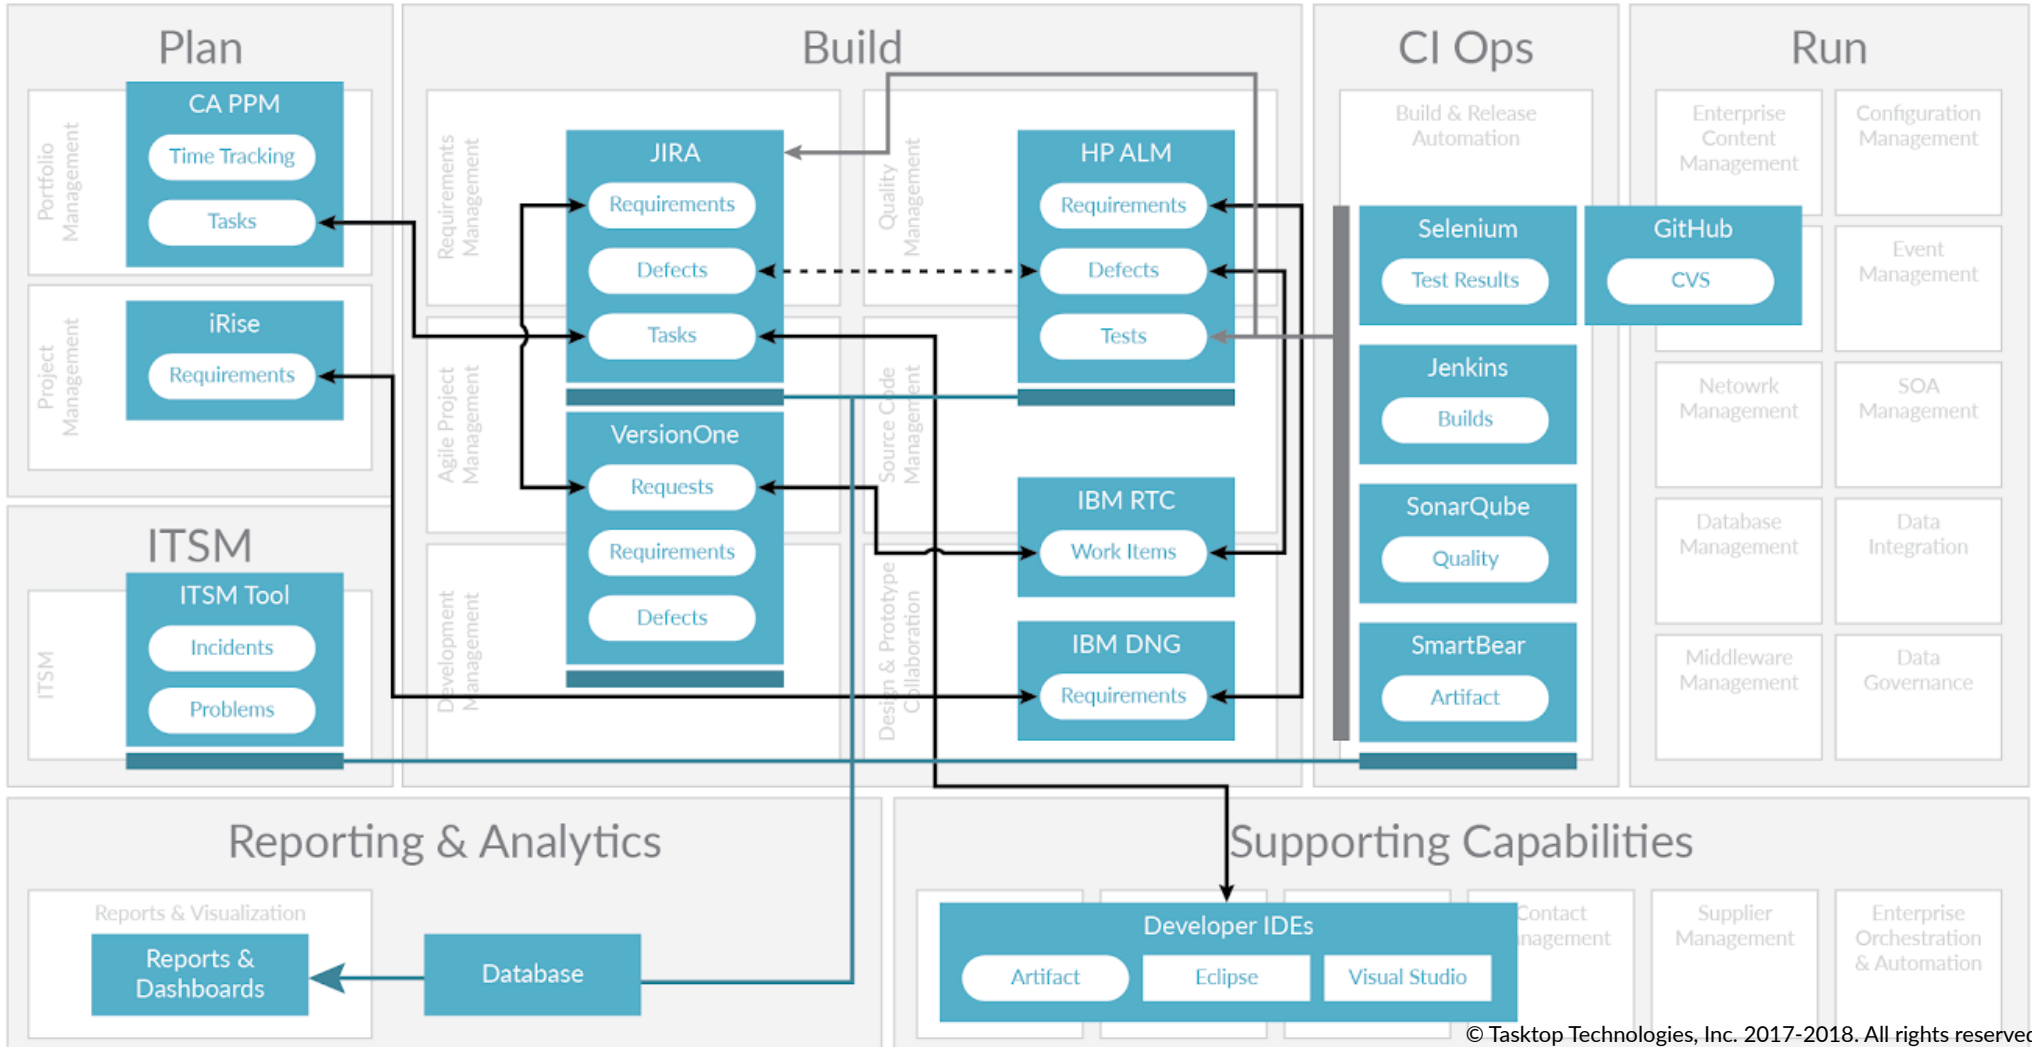 Plan
Portfolio
Management
CA PPM
Time Tracking
Tasks
Project
Management
iRise
Requirements
ITSM
ITSM
ITSM Tool
Incidents
Problems
Build
Requirements
Management
JIRA
Requirements
Defects
Tasks
Agile Project
Management
VersionOne
Requests
Requirements
Defects
Development
Management
Quality
Management
HP ALM
Requirements
Defects
Tests
Source Code
Management
IBM RTC
Work Items
Design & Prototype
Collaboration
IBM DNG
Requirements
CI Ops
Build & Release
Automation
Selenium
Test Results
Jenkins
Builds
SonarQube
Quality
SmartBear
Artifact
Run
Enterprise
Content
Management
Configuration
Management
GitHub
CVS
Event
Management
Netowrk
Management
SOA
Management
Database
Management
Data
Integration
Middleware
Management
Data
Governance
Reporting & Analytics
Reports & Visualization
Reports &
Dashboards
Database
Supporting Capabilities
Developer IDEs
Artifact
Eclipse
Visual Studio
Contact
nagement
Supplier
Management
Enterprise
Orchestration
& Automation
© Tasktop Technologies, Inc. 2017-2018. All rights reserved